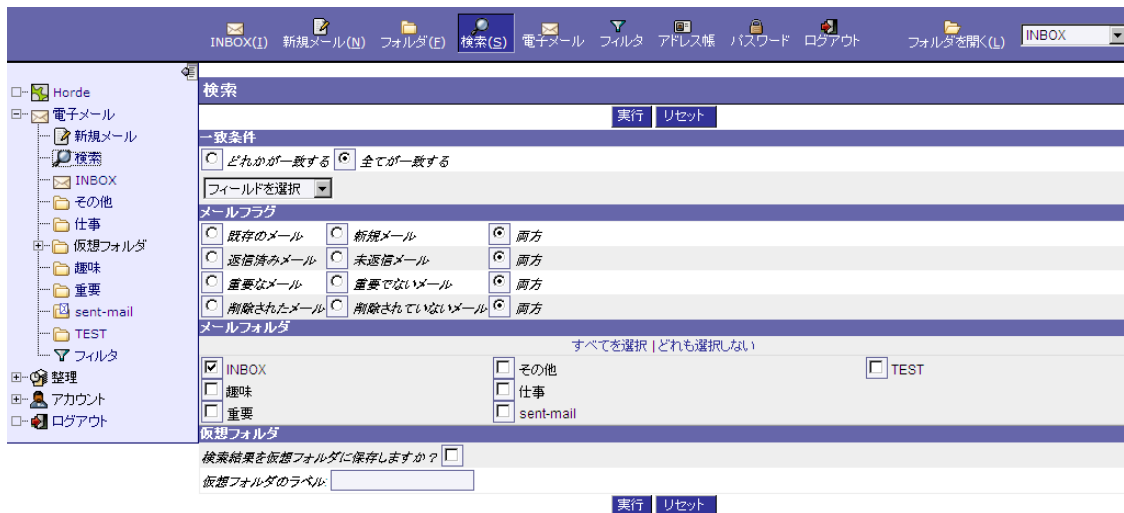 INBOX(I) 新規メール(N) フォルダ(F) 検索(S) 電子メール フィルタ アドレス帳 パスワード ログアウト フォルダを開く(L) INBOX
Horde
電子メール
新規メール
検索
INBOX
その他
仕事
仮想フォルダ
趣味
重要
sent-mail
TEST
フィルタ
整理
アカウント
ログアウト
検索
実行 リセット
一致条件
どれかが一致する 全てが一致する
フィールドを選択
メールフラグ
既存のメール 新規メール 両方
返信済みメール 未返信メール 両方
重要なメール 重要でないメール 両方
削除されたメール 削除されていないメール 両方
メールフォルダ
すべてを選択 | どれも選択しない
INBOX その他 TEST
趣味 仕事
重要 sent-mail
仮想フォルダ
検索結果を仮想フォルダに保存しますか?
仮想フォルダのラベル:
実行 リセット